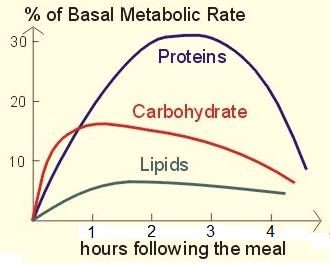 % of Basal Metabolic Rate
30
Proteins
20
Carbohydrate
Lipids
10
1 2 3 4
hours following the meal